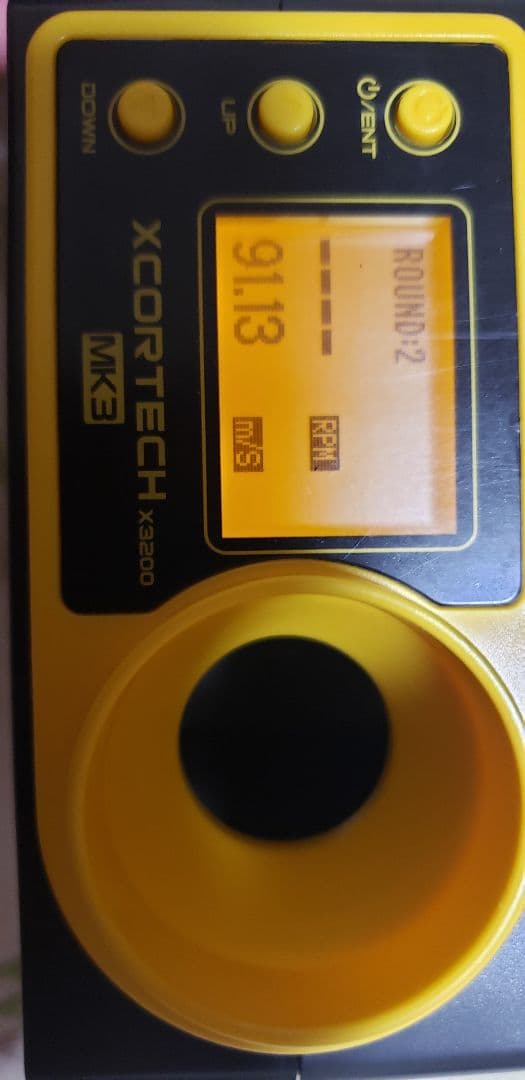 DOWN
UP
⏻/ENT
ROUND:2
---- RPM
91.13 m/S
XCORTECH X3200
MK3